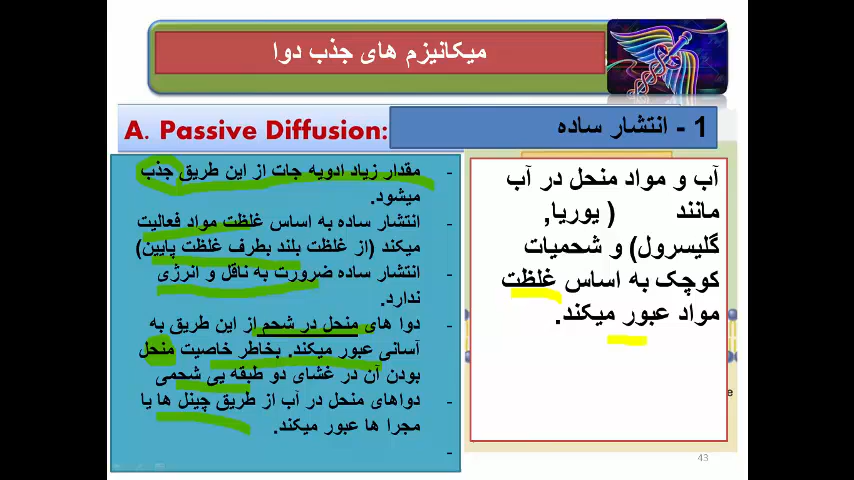 میکانیزم های جذب دوا
1 - انتشار ساده
A. Passive Diffusion:
آب و مواد منحل در آب
مانند ( یوریا,
گلیسرول) و شحمیات
کوچک به اساس غلظت
مواد عبور میکند.
- مقدار زیاد ادویه جات از این طریق جذب
میشود.
- انتشار ساده به اساس غلظت مواد فعالیت
میکند (از غلظت بلند بطرف غلظت پایین)
- انتشار ساده ضرورت به ناقل و انرژی
ندارد.
- دوا های منحل در شحم از این طریق به
آسانی عبور میکند. بخاطر خاصیت منحل
بودن آن در غشای دو طبقه یی شحمی
- دواهای منحل در آب از طریق چینل ها یا
مجرا ها عبور میکند.
-
43